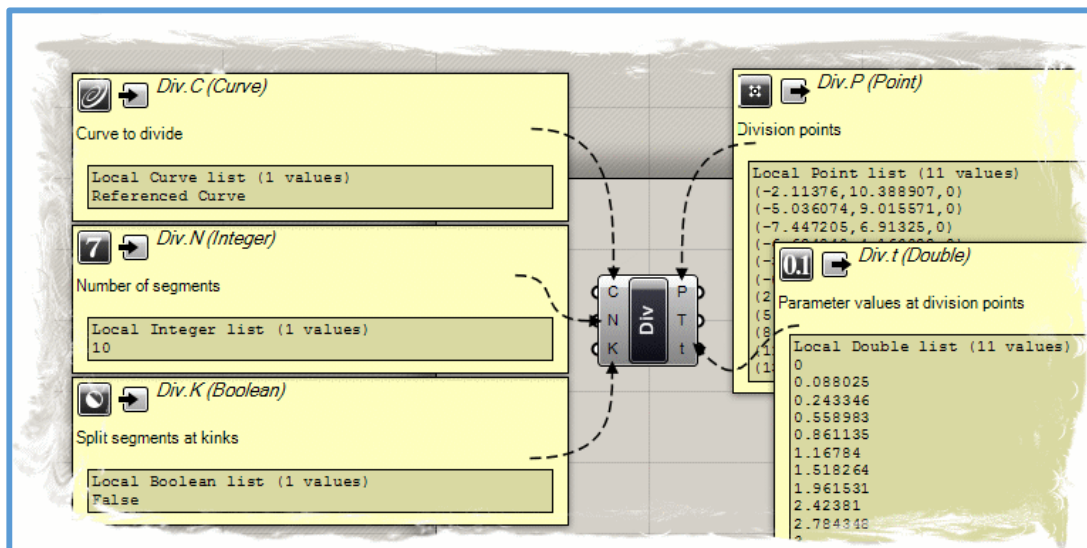 Div.C (Curve)
Curve to divide
Local Curve list (1 values)
Referenced Curve
7
Div.N (Integer)
Number of segments
Local Integer list (1 values)
10
Div.K (Boolean)
Split segments at kinks
Local Boolean list (1 values)
False
C
N
K
Div
P
T
t
Div.P (Point)
Division points
Local Point list (11 values)
(-2.11376,10.388907,0)
(-5.036074,9.015571,0)
(-7.447205,6.91325,0)
0.1
Div.t (Double)
Parameter values at division points
Local Double list (11 values)
0
0.088025
0.243346
0.558983
0.861135
1.16784
1.518264
1.961531
2.42381
2.784348